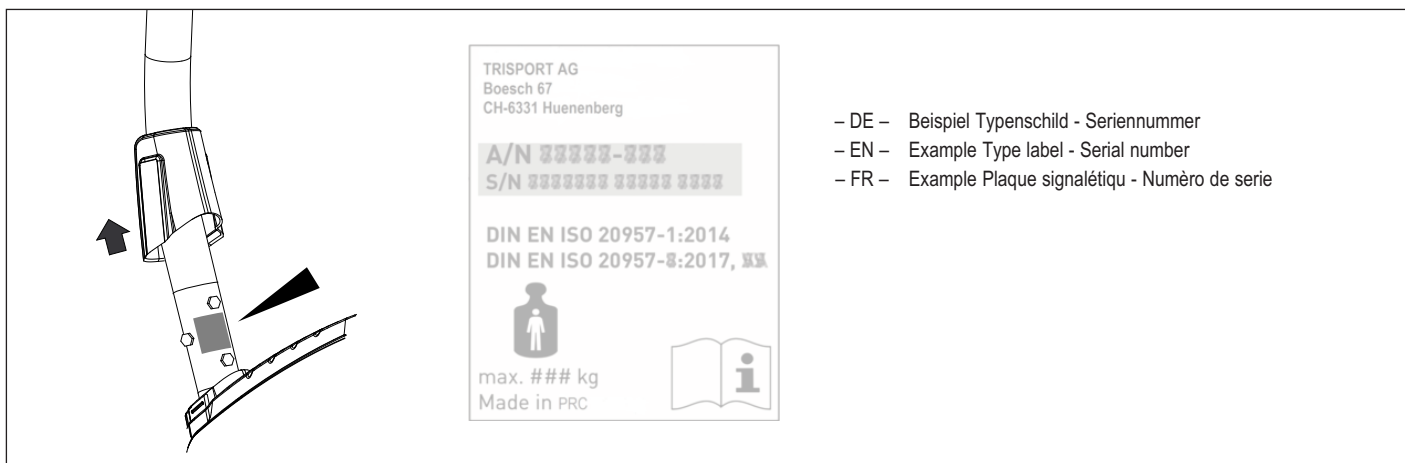 TRISPORT AG
Boesch 67
CH-6331 Huenenberg
A/N
S/N
DIN EN ISO 20957-1:2014
DIN EN ISO 20957-8:2017,
max. ### kg
Made in PRC
– DE – Beispiel Typenschild - Seriennummer
– EN – Example Type label - Serial number
– FR – Example Plaque signalétiqu - Numèro de serie